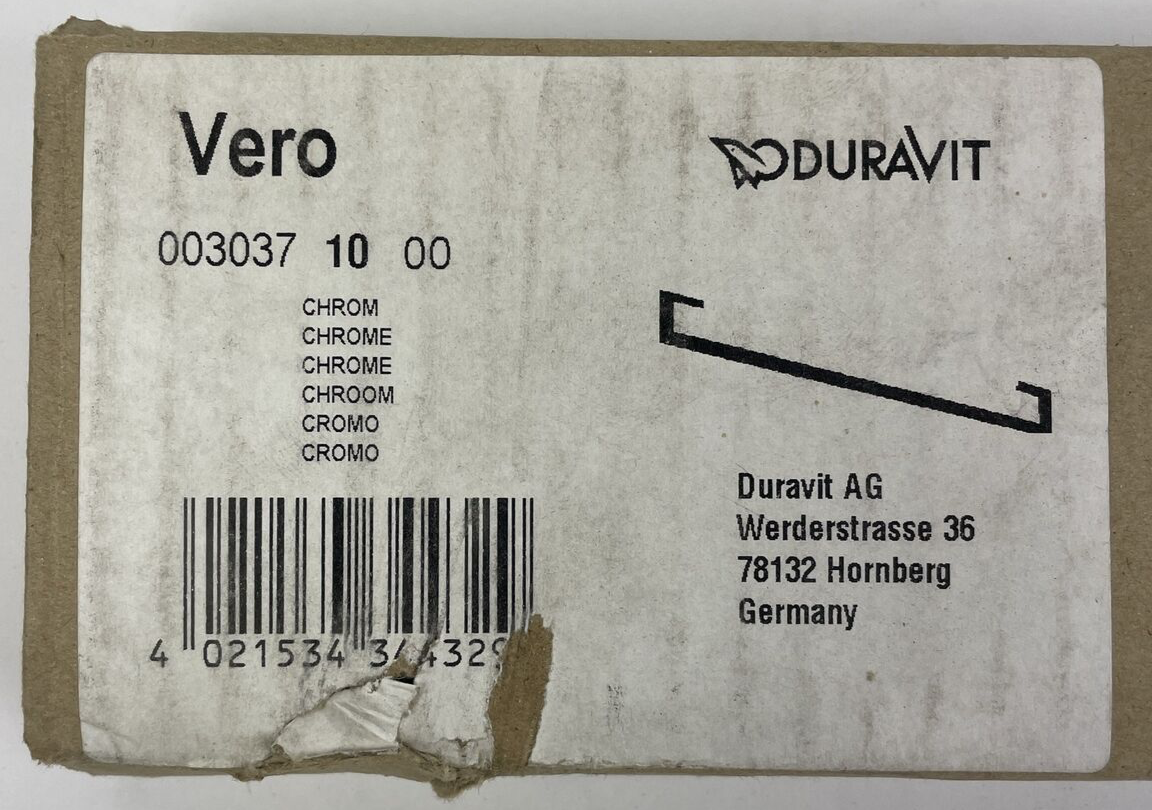 Vero
DURAVIT
003037 10 00
CHROM
CHROME
CHROME
CHROOM
CROMO
CROMO
4 021534 344329
Duravit AG
Werderstrasse 36
78132 Hornberg
Germany